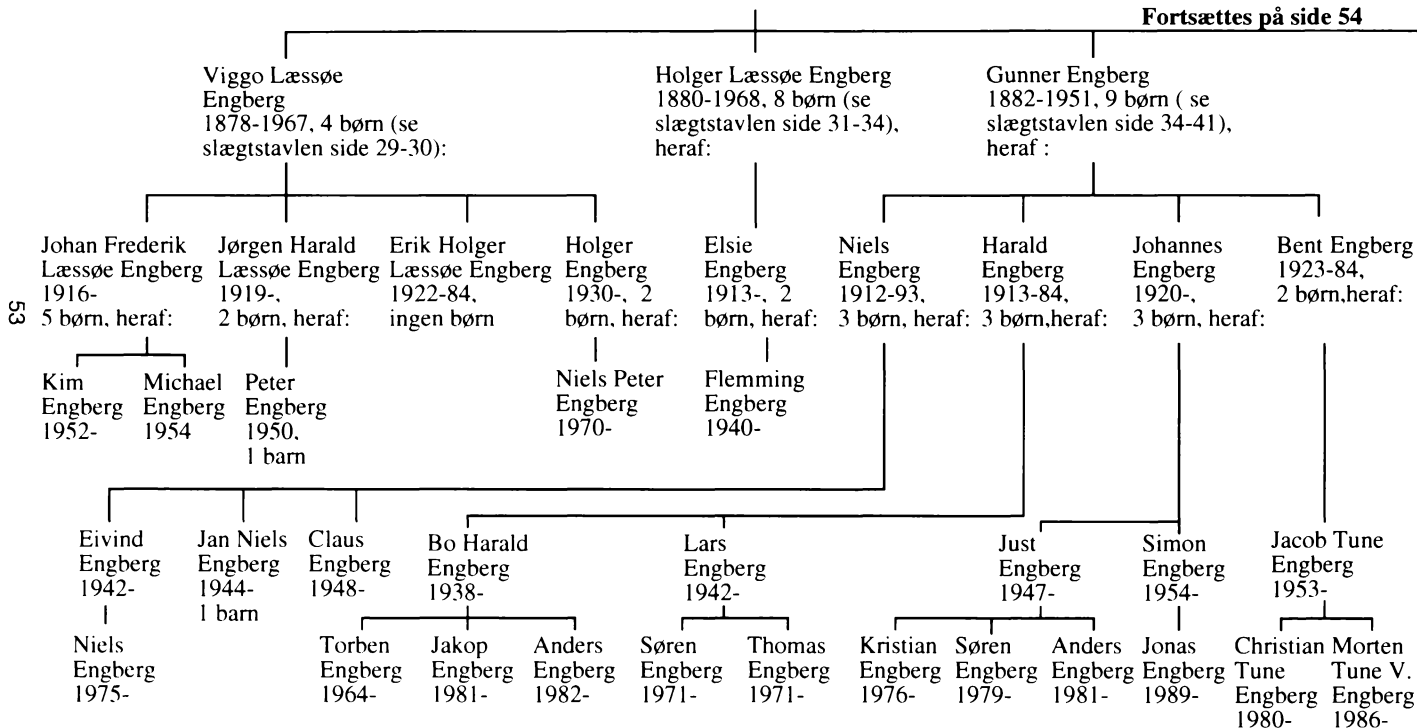 Fortsættes på side 54
Viggo Læssøe
Engberg
1878-1967, 4 børn (se
slægtstavlen side 29-30):
Holger Læssøe Engberg
1880-1968, 8 børn (se
slægtstavlen side 31-34),
heraf:
Gunner Engberg
1882-1951, 9 børn ( se
slægtstavlen side 34-41),
heraf :
Johan Frederik
Læssøe Engberg
1916-
5 børn, heraf:
Jørgen Harald
Læssøe Engberg
1919-,
2 børn, heraf:
Erik Holger
Læssøe Engberg
1922-84,
ingen børn
Holger
Engberg
1930-, 2
børn, heraf:
Elsie
Engberg
1913-, 2
børn, heraf:
Niels
Engberg
1912-93,
3 børn, heraf:
Harald
Engberg
1913-84,
3 børn,heraf:
Johannes
Engberg
1920-,
3 børn, heraf:
Bent Engberg
1923-84,
2 børn,heraf:
53
Kim
Engberg
1952-
Michael
Engberg
1954
Peter
Engberg
1950,
1 barn
Niels Peter
Engberg
1970-
Flemming
Engberg
1940-
Eivind
Engberg
1942-
Jan Niels
Engberg
1944-
1 barn
Claus
Engberg
1948-
Bo Harald
Engberg
1938-
Lars
Engberg
1942-
Just
Engberg
1947-
Simon
Engberg
1954-
Jacob Tune
Engberg
1953-
Niels
Engberg
1975-
Torben
Engberg
1964-
Jakop
Engberg
1981-
Anders
Engberg
1982-
Søren
Engberg
1971-
Thomas
Engberg
1971-
Kristian
Engberg
1976-
Søren
Engberg
1979-
Anders
Engberg
1981-
Jonas
Engberg
1989-
Christian
Tune
Engberg
1980-
Morten
Tune V.
Engberg
1986-